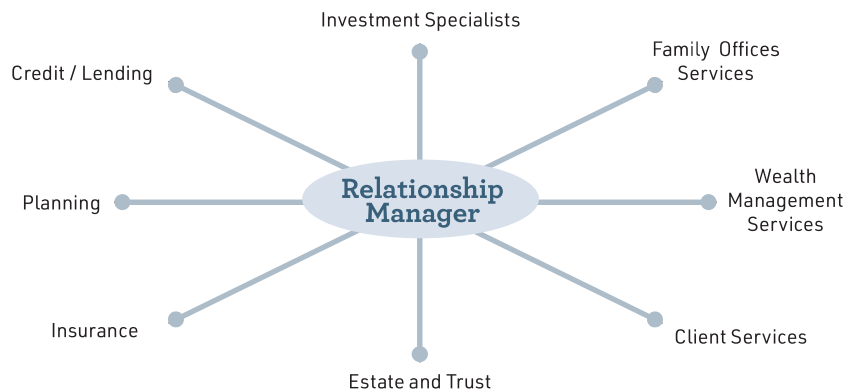 Investment Specialists
Family Offices
Services
Credit / Lending
Wealth
Management
Services
Relationship
Manager
Planning
Insurance
Client Services
Estate and Trust